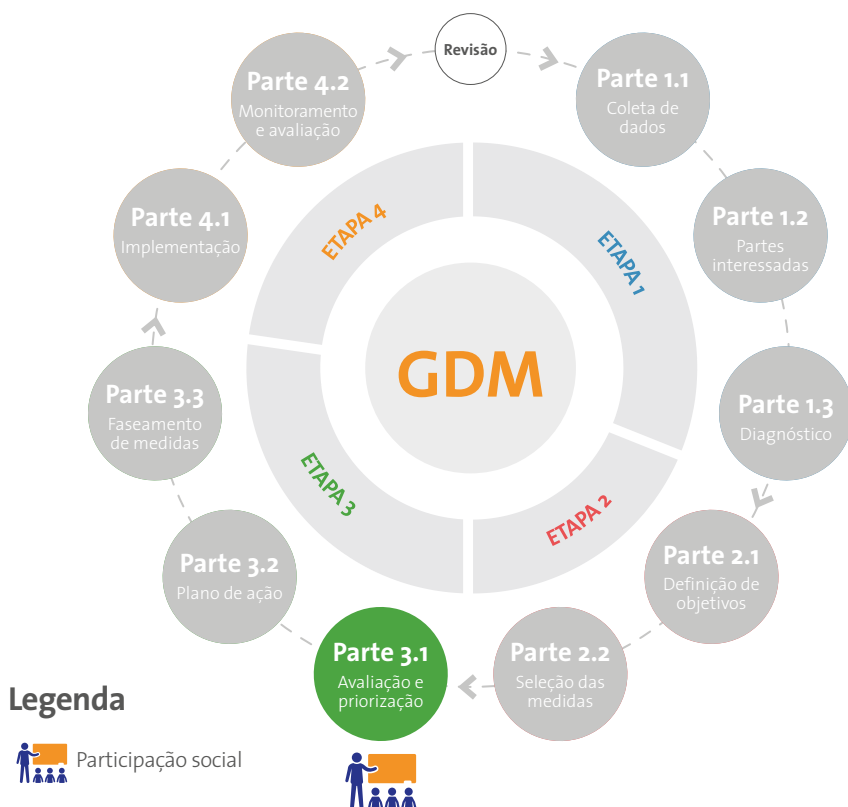 Revisão
Parte 1.1
Coleta de
dados
Parte 1.2
Partes
interessadas
Parte 1.3
Diagnóstico
Parte 2.1
Definição de
objetivos
Parte 2.2
Seleção das
medidas
Parte 3.1
Avaliação e
priorização
Parte 3.2
Plano de ação
Parte 3.3
Faseamento
de medidas
Parte 4.1
Implementação
Parte 4.2
Monitoramento
e avaliação
ETAPA 1
ETAPA 2
ETAPA 3
ETAPA 4
GDM
Legenda
Participação social